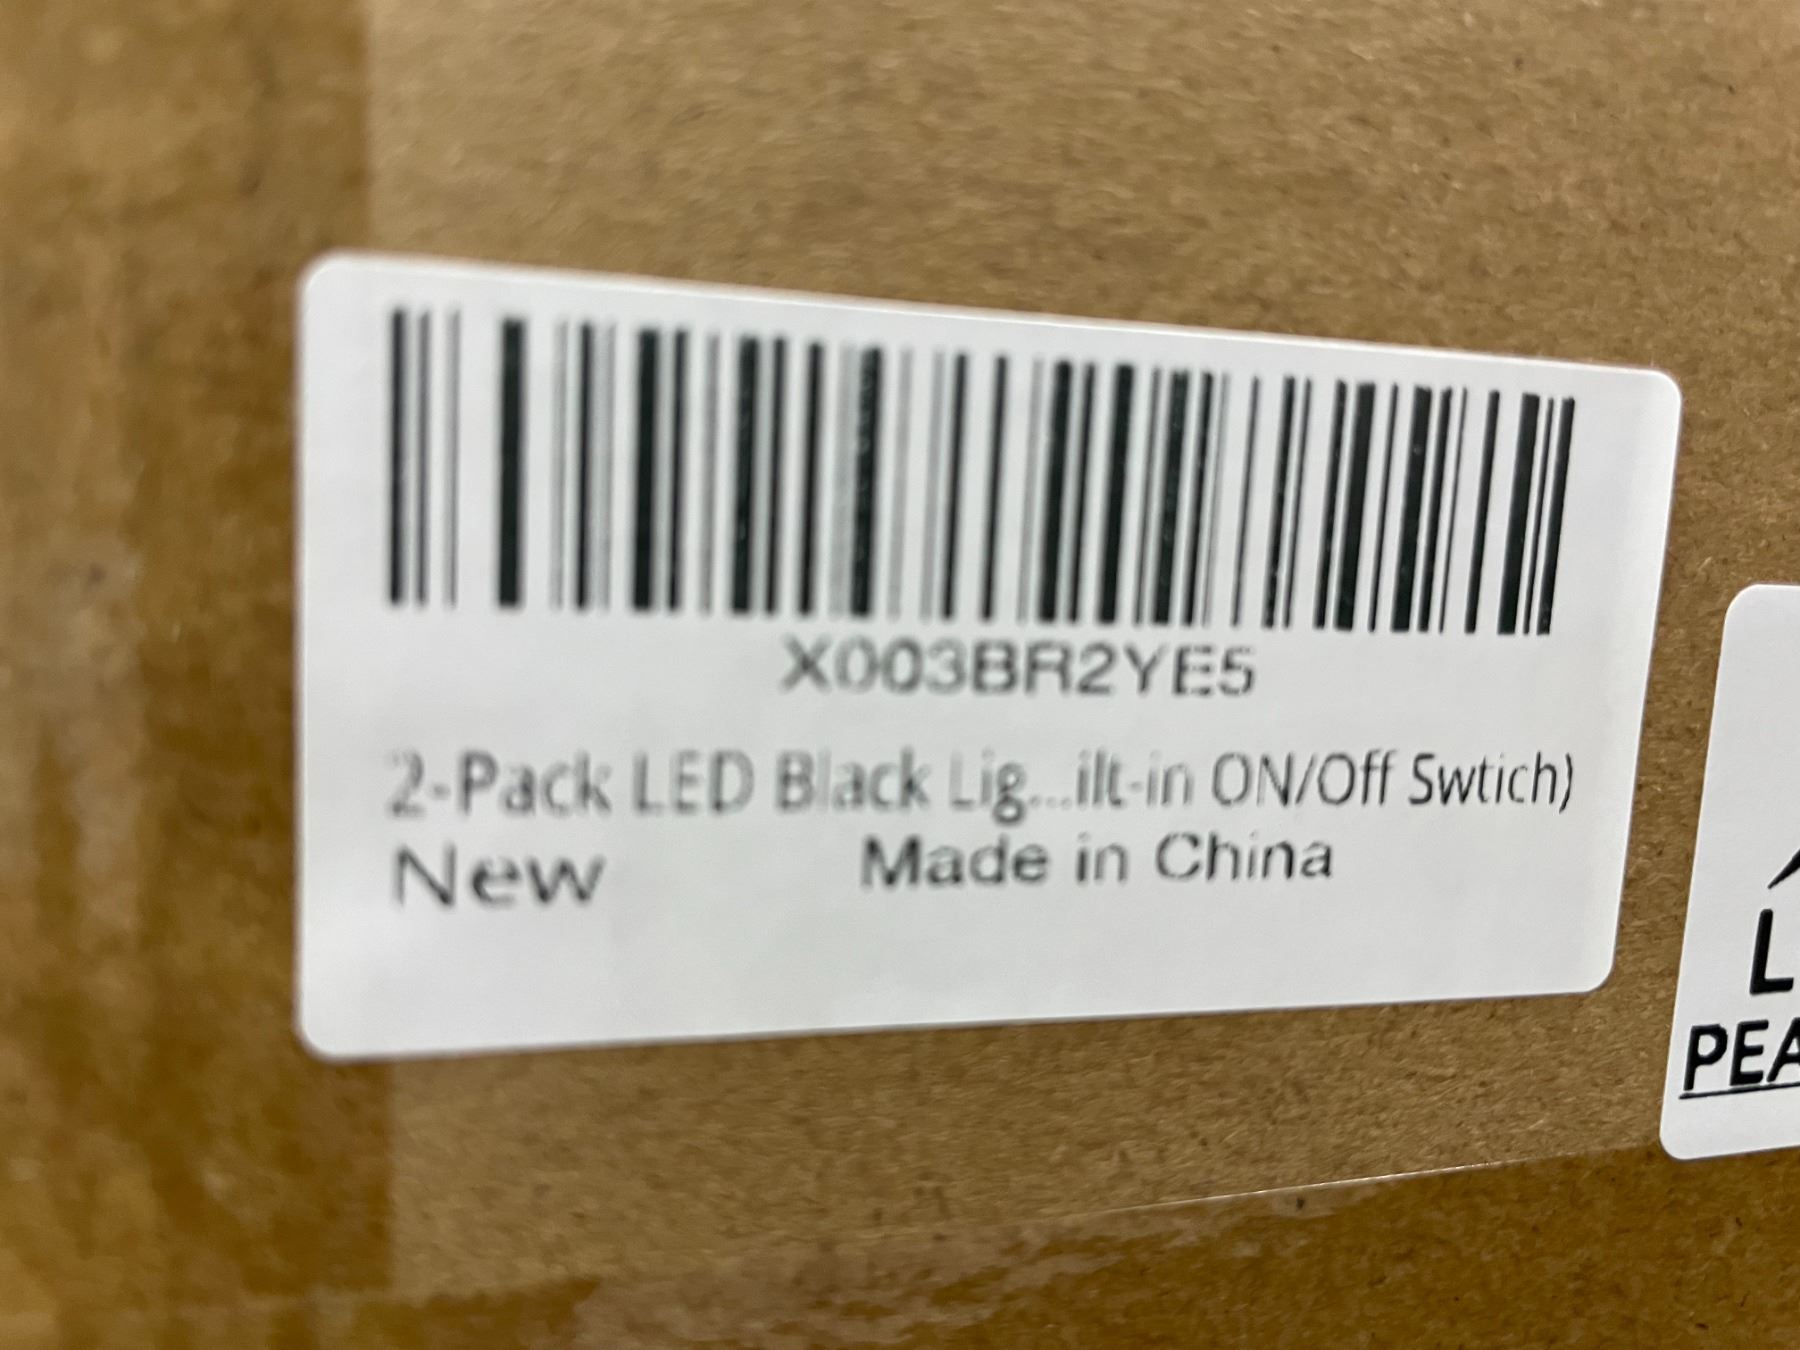 X003BR2YE5
2-Pack LED Black Lig...ilt-in ON/Off Swtich)
New Made in China
L
PEA